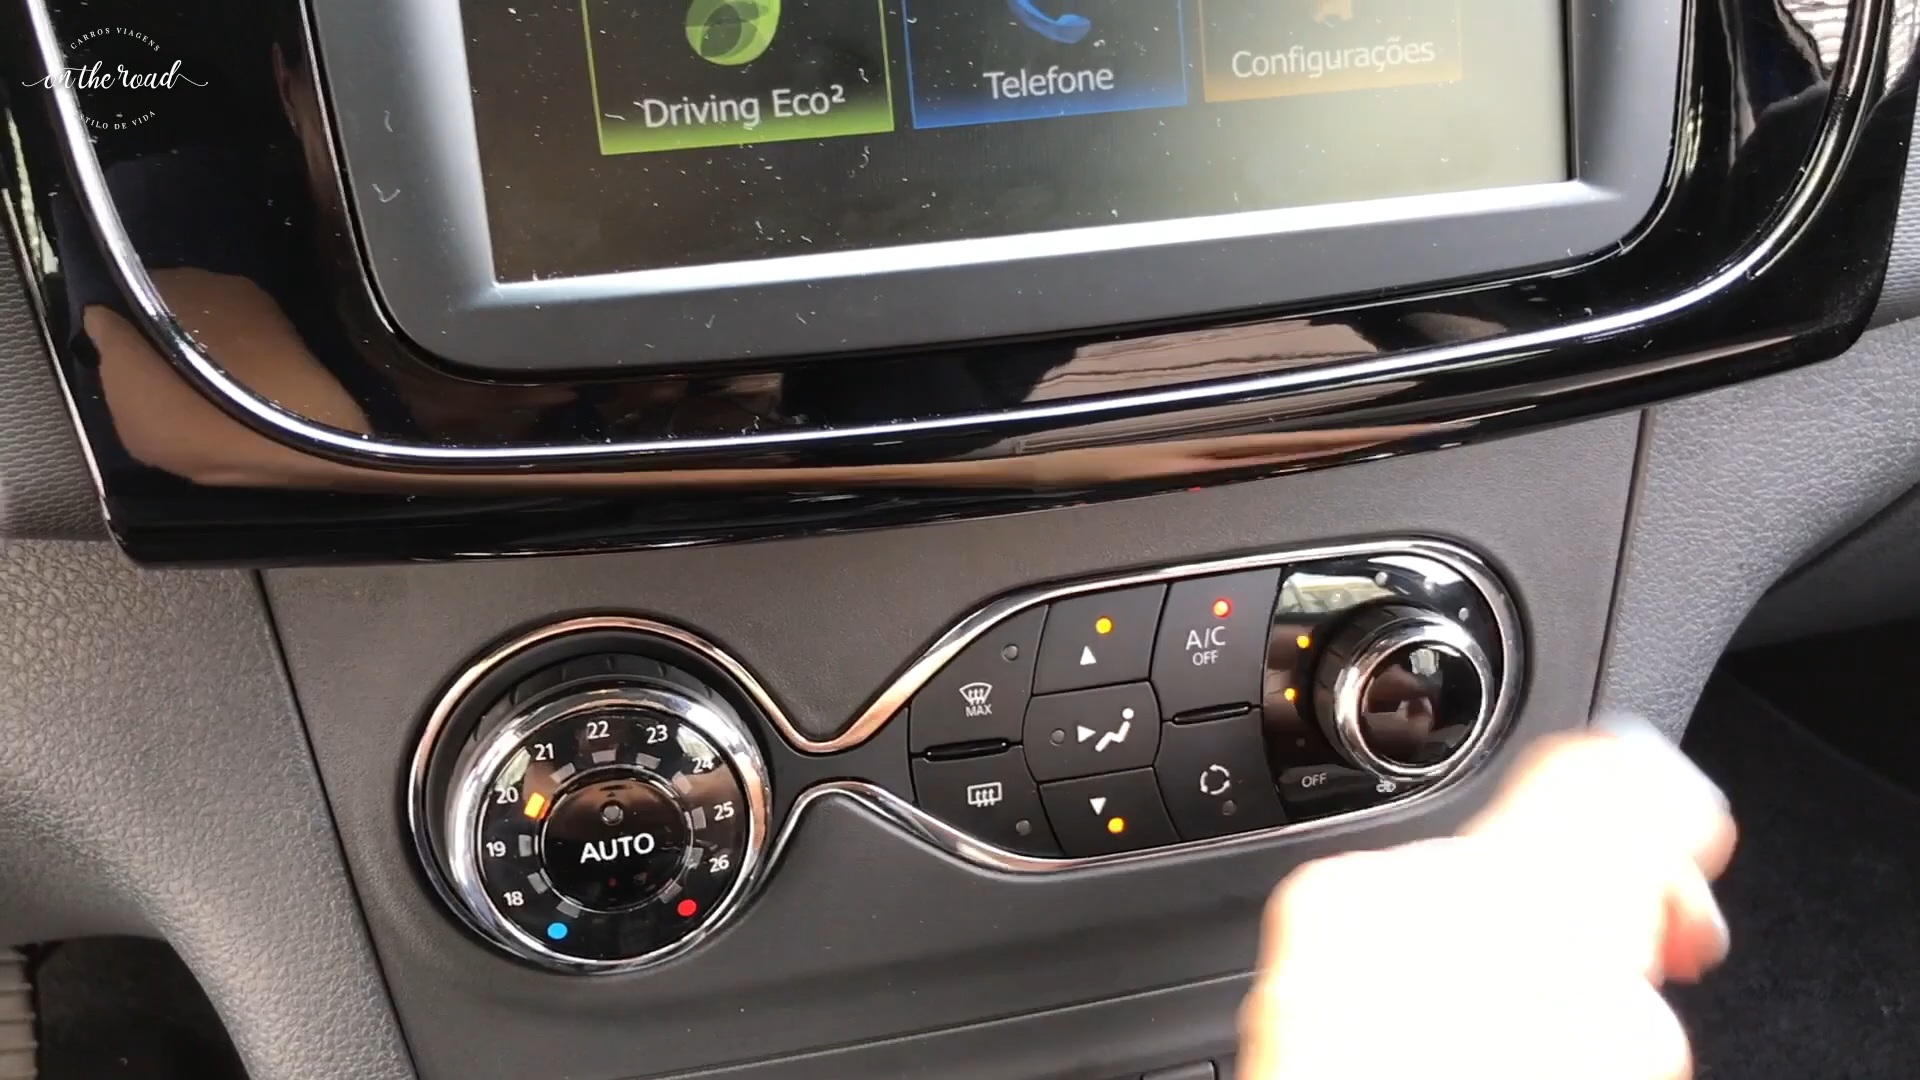 CARROS VIAGENS
on the road
ESTILO DE VIDA
Driving Eco²
Telefone
Configurações
A/C
OFF
MAX
OFF
18
19
20
21
22
23
24
25
26
AUTO